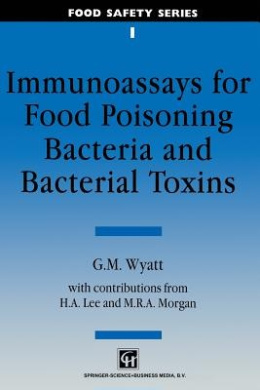 FOOD SAFETY SERIES
1
Immunoassays for
Food Poisoning
Bacteria and
Bacterial Toxins
G.M. Wyatt
with contributions from
H.A. Lee and M.R.A. Morgan
SPRINGER-SCIENCE+BUSINESS MEDIA, B.V.